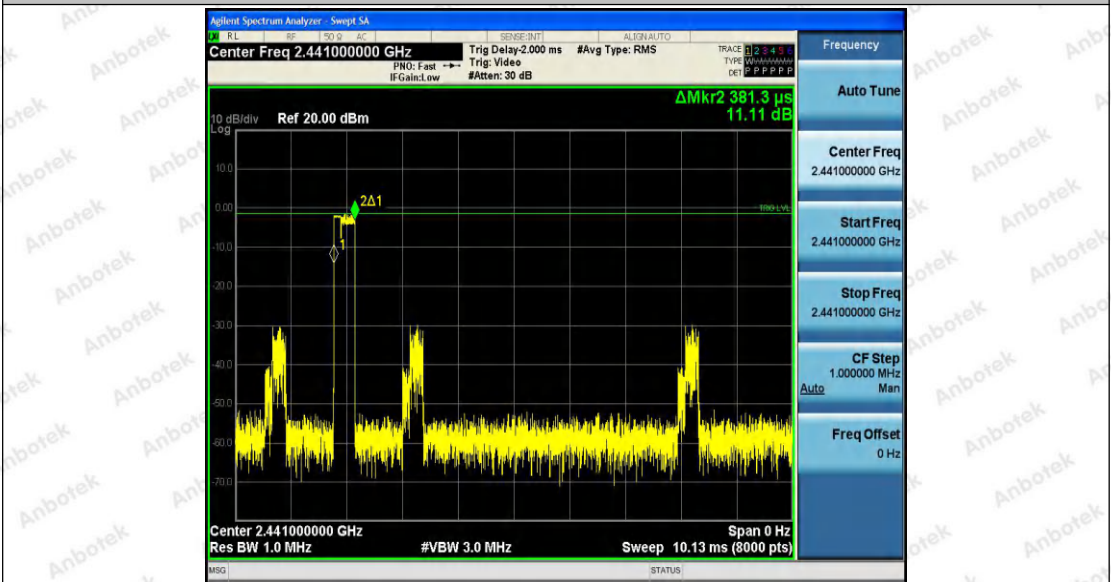 Agilent Spectrum Analyzer - Swept SA
RL RF 50 Ω AC SENSE:INT ALIGNAUTO
Center Freq 2.441000000 GHz
PNO: Fast
IFGain:Low
Trig Delay-2.000 ms
Trig: Video
#Atten: 30 dB
#Avg Type: RMS
TRACE 1 2 3 4 5 6
TYPE
DET P P P P P P
ΔMkr2 381.3 µs
11.11 dB
10 dB/div Ref 20.00 dBm
Log
10.0
0.00
-10.0
-20.0
-30.0
-40.0
-50.0
-60.0
-70.0
2Δ1
1
TRIG LVL
Center 2.441000000 GHz Span 0 Hz
Res BW 1.0 MHz #VBW 3.0 MHz Sweep 10.13 ms (8000 pts)
MSG STATUS
Frequency
Auto Tune
Center Freq
2.441000000 GHz
Start Freq
2.441000000 GHz
Stop Freq
2.441000000 GHz
CF Step
1.000000 MHz
Auto Man
Freq Offset
0 Hz
Anbotek